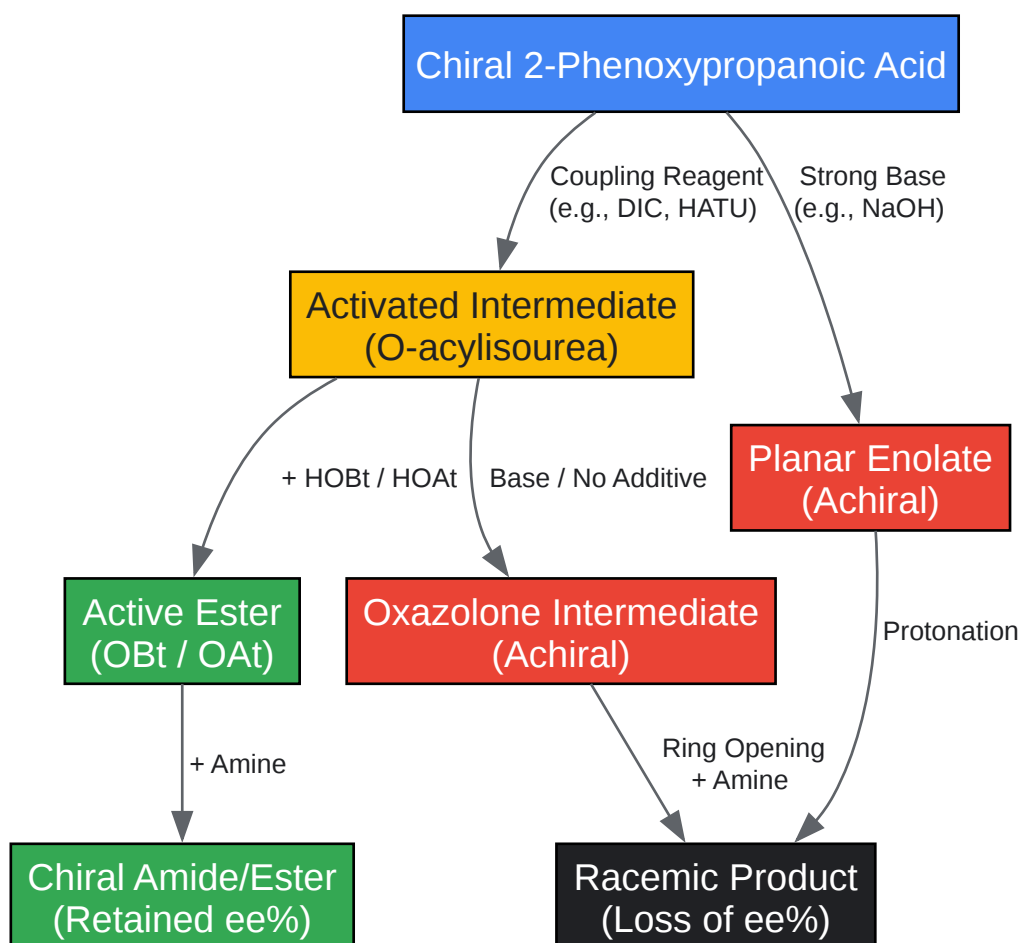 Chiral 2-Phenoxypropanoic Acid
Coupling Reagent
(e.g., DIC, HATU)
Strong Base
(e.g., NaOH)
Activated Intermediate
(O-acylisourea)
Planar Enolate
(Achiral)
+ HOBt / HOAt
Base / No Additive
Active Ester
(OBt / OAt)
Oxazolone Intermediate
(Achiral)
Protonation
+ Amine
Ring Opening
+ Amine
Chiral Amide/Ester
(Retained ee%)
Racemic Product
(Loss of ee%)